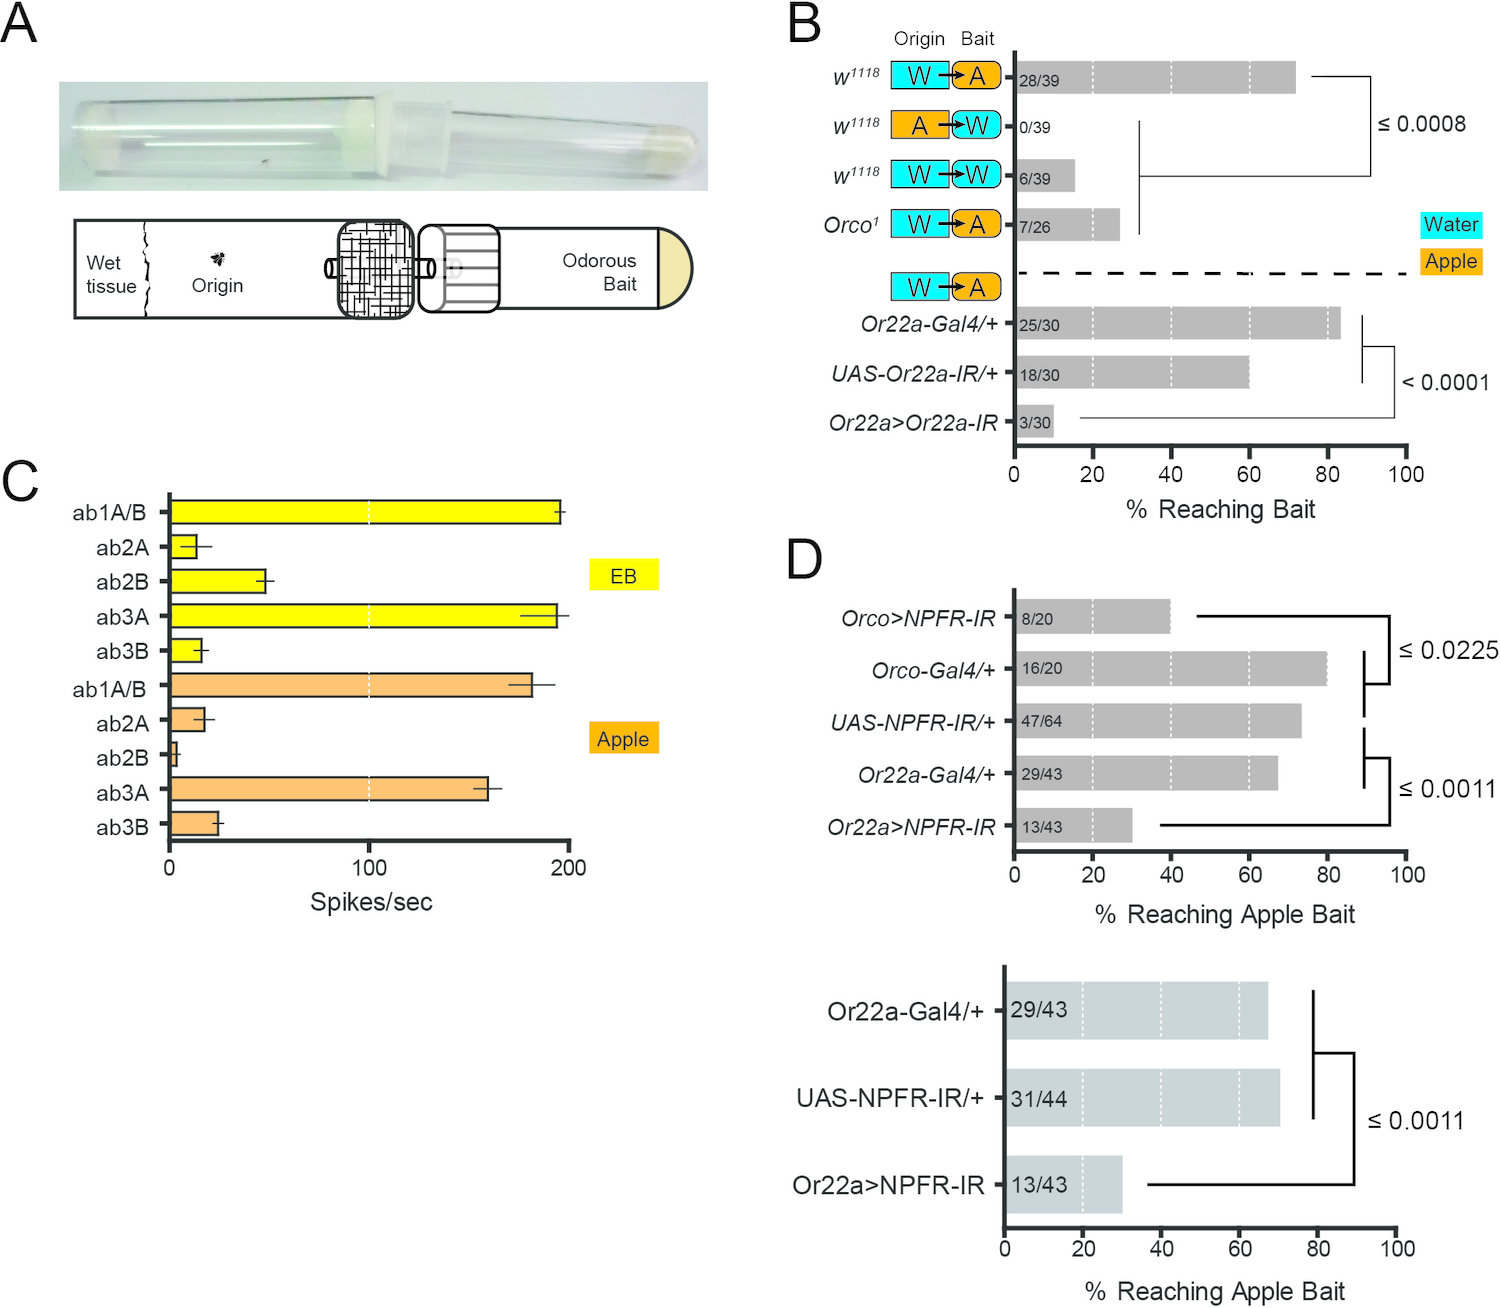 A
Wet
tissue
Origin
Odorous
Bait
B
Origin Bait
w1118 W A 28/39
w1118 A W 0/39
w1118 W W 6/39
Orco1 W A 7/26
≤ 0.0008
Water
Apple
W A
Or22a-Gal4/+ 25/30
UAS-Or22a-IR/+ 18/30
Or22a>Or22a-IR 3/30
< 0.0001
0 20 40 60 80 100
% Reaching Bait
C
ab1A/B
ab2A
ab2B
ab3A
ab3B
EB
ab1A/B
ab2A
ab2B
ab3A
ab3B
Apple
0 100 200
Spikes/sec
D
Orco>NPFR-IR 8/20
Orco-Gal4/+ 16/20
UAS-NPFR-IR/+ 47/64
Or22a-Gal4/+ 29/43
Or22a>NPFR-IR 13/43
≤ 0.0225
≤ 0.0011
0 20 40 60 80 100
% Reaching Apple Bait
Or22a-Gal4/+ 29/43
UAS-NPFR-IR/+ 31/44
Or22a>NPFR-IR 13/43
≤ 0.0011
0 20 40 60 80 100
% Reaching Apple Bait